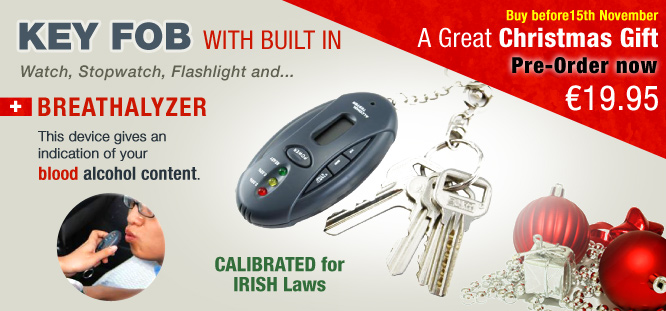 KEY FOB WITH BUILT IN
Watch, Stopwatch, Flashlight and...
+ BREATHALYZER
This device gives an
indication of your
blood alcohol content.
CALIBRATED for
IRISH Laws
Buy before15th November
A Great Christmas Gift
Pre-Order now
€19.95
POWER